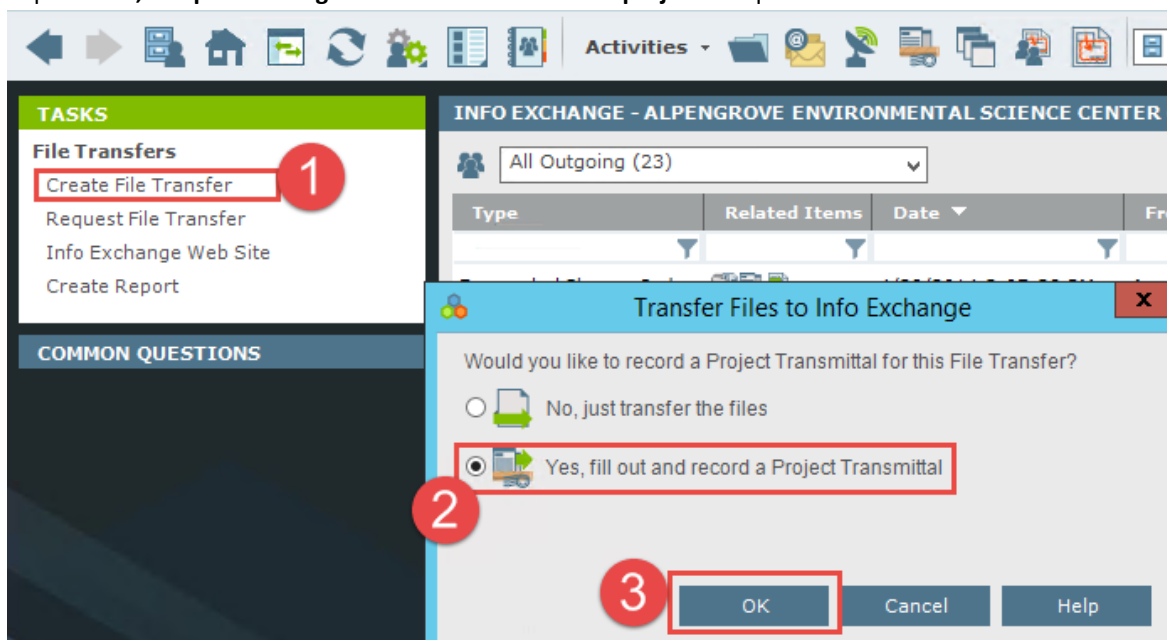 Activities
TASKS
File Transfers
Create File Transfer
1
Request File Transfer
Info Exchange Web Site
Create Report
COMMON QUESTIONS
INFO EXCHANGE - ALPENGROVE ENVIRONMENTAL SCIENCE CENTER
All Outgoing (23)
Type Related Items Date
Transfer Files to Info Exchange
x
Would you like to record a Project Transmittal for this File Transfer?
No, just transfer the files
Yes, fill out and record a Project Transmittal
2
3
OK Cancel Help